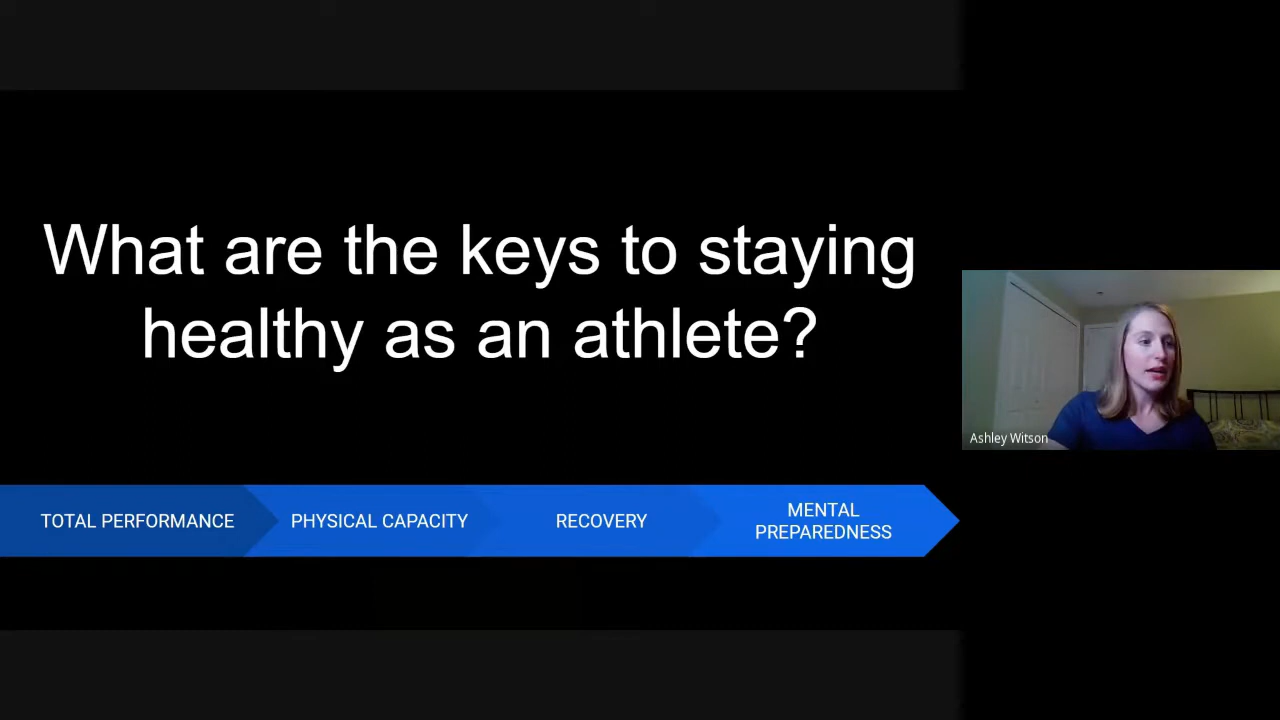 What are the keys to staying
healthy as an athlete?
TOTAL PERFORMANCE
PHYSICAL CAPACITY
RECOVERY
MENTAL
PREPAREDNESS
Ashley Witson